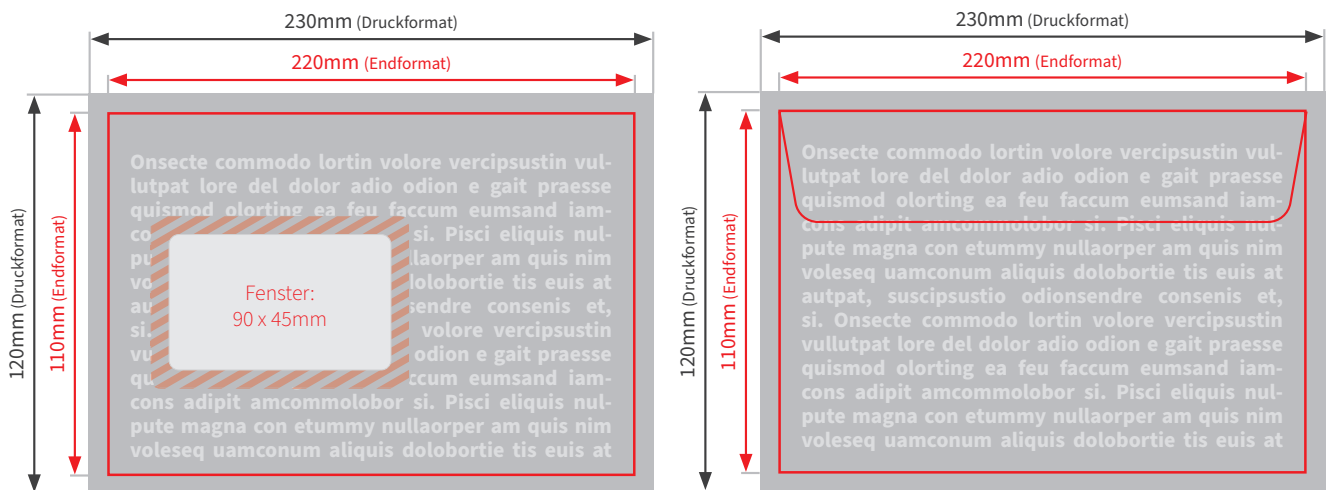 230mm (Druckformat)
220mm (Endformat)
120mm (Druckformat)
110mm (Endformat)
Onsecte commodo lortin volore vercipsustin vul-
lutpat lore del dolor adio odion e gait praesse
quismod olorting ea feu faccum eumsand iam-
co si. Pisci eliquis nul-
pu llaorper am quis nim
vo olobortie tis euis at
au sendre consenis et,
si. volore vercipsustin
vu odion e gait praesse
qu ccum eumsand iam-
cons adipit amcommolobor si. Pisci eliquis nul-
pute magna con etummy nullaorper am quis nim
voleseq uamconum aliquis dolobortie tis euis at
Fenster:
90 x 45mm
230mm (Druckformat)
220mm (Endformat)
120mm (Druckformat)
110mm (Endformat)
Onsecte commodo lortin volore vercipsustin vul-
lutpat lore del dolor adio odion e gait praesse
quismod olorting ea feu faccum eumsand iam-
cons adipit amcommolobor si. Pisci eliquis nul-
pute magna con etummy nullaorper am quis nim
voleseq uamconum aliquis dolobortie tis euis at
autpat, suscipsustio odionsendre consenis et,
si. Onsecte commodo lortin volore vercipsustin
vullutpat lore del dolor adio odion e gait praesse
quismod olorting ea feu faccum eumsand iam-
cons adipit amcommolobor si. Pisci eliquis nul-
pute magna con etummy nullaorper am quis nim
voleseq uamconum aliquis dolobortie tis euis at